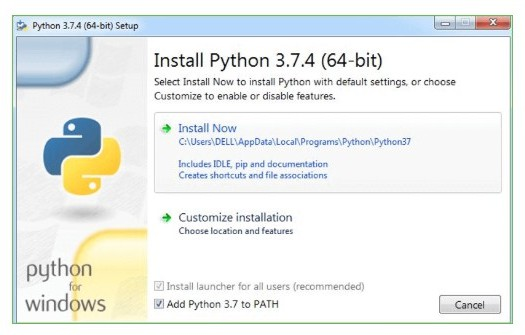 Python 3.7.4 (64-bit) Setup
Install Python 3.7.4 (64-bit)
Select Install Now to install Python with default settings, or choose
Customize to enable or disable features.
Install Now
C:\Users\DELL\AppData\Local\Programs\Python\Python37
Includes IDLE, pip and documentation
Creates shortcuts and file associations
Customize installation
Choose location and features
python
for
windows
Install launcher for all users (recommended)
Add Python 3.7 to PATH
Cancel